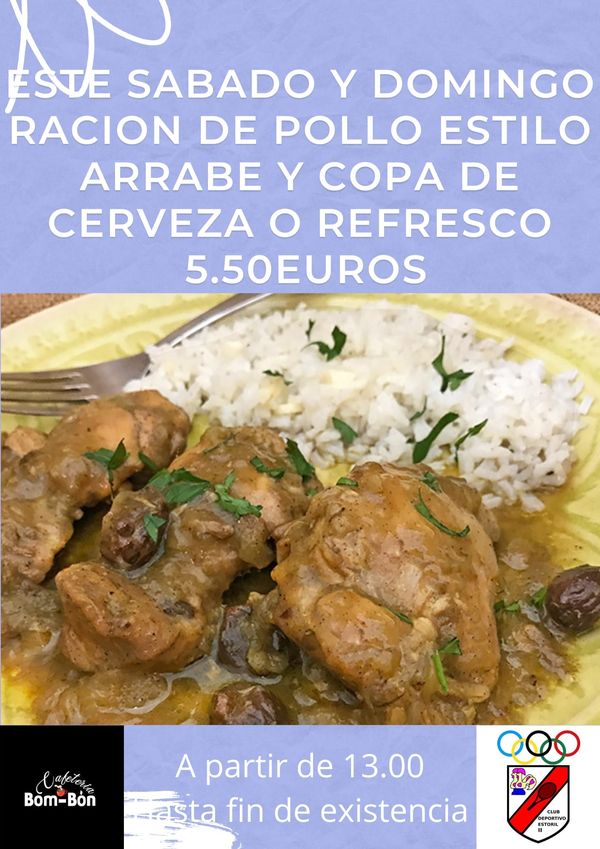 ESTE SABADO Y DOMINGO
RACION DE POLLO ESTILO
ARRABE Y COPA DE
CERVEZA O REFRESCO
5.50EUROS
A partir de 13.00
Hasta fin de existencia
Cafetería
Bom-Bon
CLUB
DEPORTIVO
ESTORIL
II